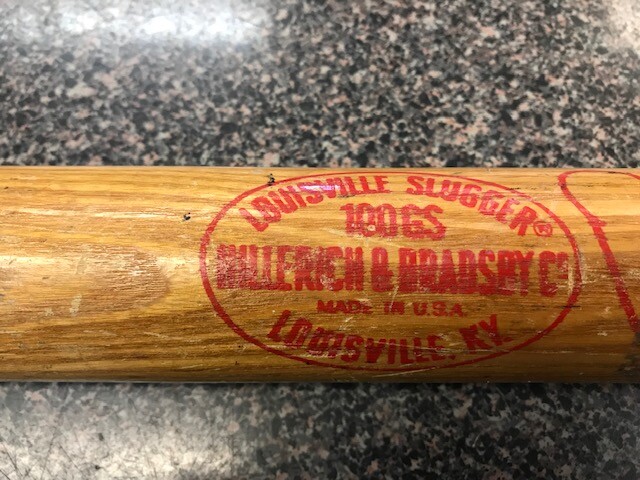 LOUISVILLE SLUGGER®
180GS
HILLERICH & BRADSBY Co
MADE IN U.S.A.
LOUISVILLE, KY.